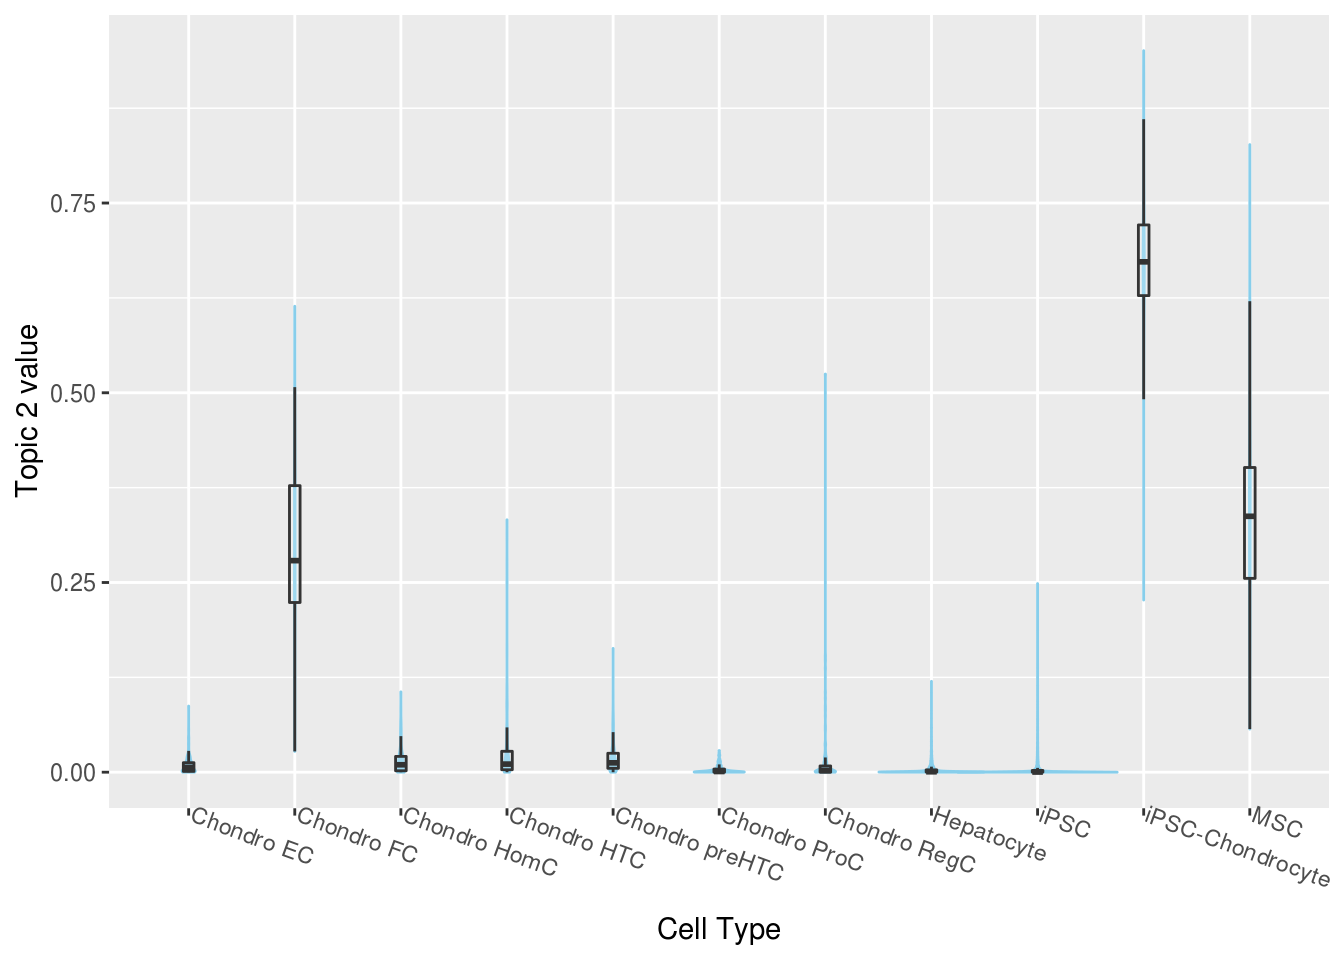 Topic 2 value
0.75
0.50
0.25
0.00
Chondro EC
Chondro FC
Chondro HomC
Chondro HTC
Chondro preHTC
Chondro ProC
Chondro RegC
Hepatocyte
iPSC
iPSC-Chondrocyte
MSC
Cell Type